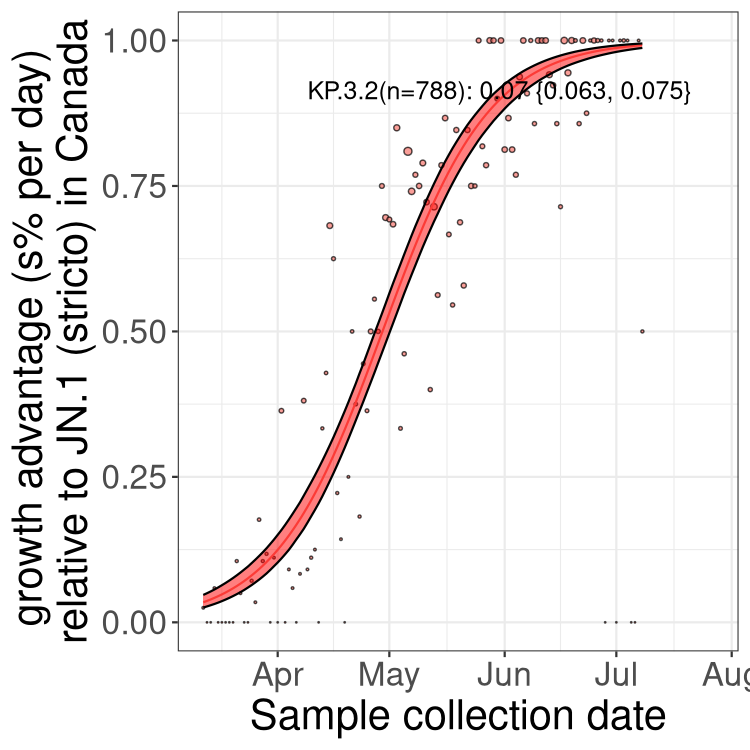 growth advantage (s% per day)
relative to JN.1 (stricto) in Canada
1.00
0.75
0.50
0.25
0.00
KP.3.2(n=788): 0.07 {0.063, 0.075}
Apr May Jun Jul Aug
Sample collection date